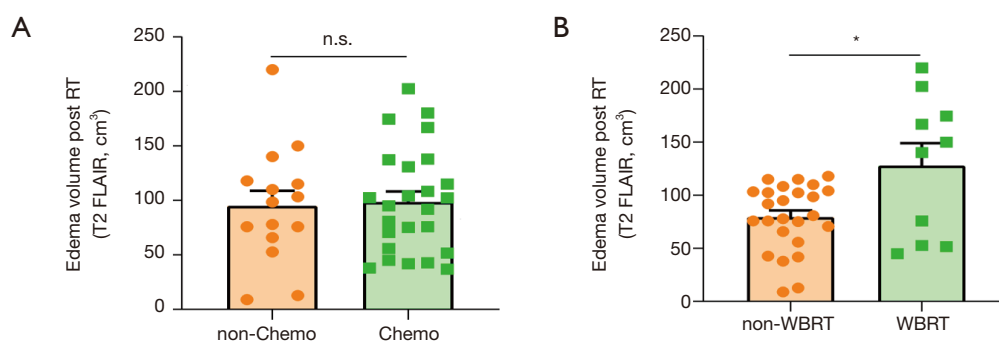 A
Edema volume post RT
(T2 FLAIR, cm³)
250
200
150
100
50
0
n.s.
non-Chemo
Chemo
B
Edema volume post RT
(T2 FLAIR, cm³)
250
200
150
100
50
0
*
non-WBRT
WBRT